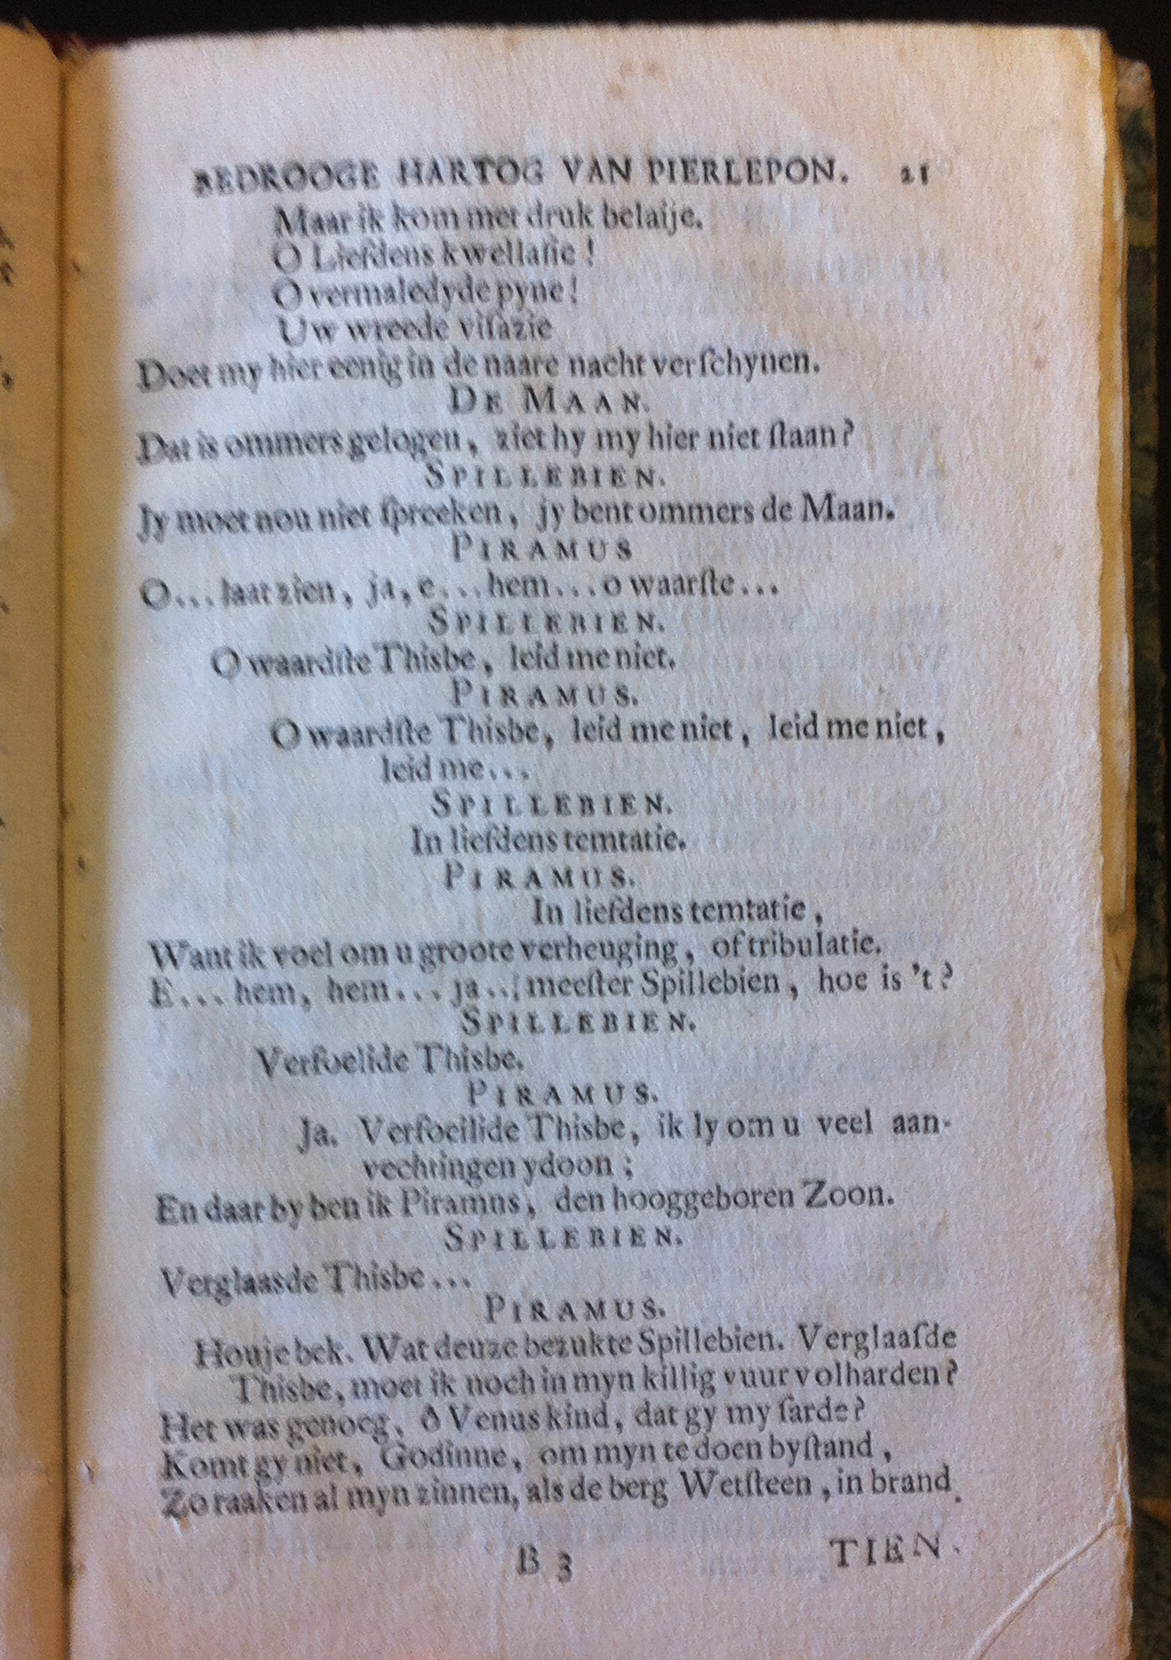 BEDROOGE HARTOG VAN PIERLEPON. 21
Maar ik kom met druk belaije.
O Liefdens kwellaſie!
O vermaledyde pyne!
Uw wreede viſazie
Doet my hier eenig in de naare nacht verſchynen.
DE MAAN.
Dat is ommers gelogen, ziet hy my hier niet ſtaan?
SPILLEBIEN.
Jy moet nou niet ſpreeken, jy bent ommers de Maan.
PIRAMUS
O... laat zien, ja, e...hem...o waarſte...
SPILLEBIEN.
O waardſte Thisbe, leid me niet.
PIRAMUS.
O waardſte Thisbe, leid me niet, leid me niet,
leid me...
SPILLEBIEN.
In liefdens temtatie.
PIRAMUS.
In liefdens temtatie,
Want ik voel om u groote verheuging, of tribulatie.
E... hem, hem... ja... meeſter Spillebien, hoe is 't?
SPILLEBIEN.
Verfoelide Thisbe.
PIRAMUS.
Ja. Verfoeilide Thisbe, ik ly om u veel aan-
vechtingen ydoon;
En daar by ben ik Piramus, den hooggeboren Zoon.
SPILLEBIEN.
Verglaasde Thisbe...
PIRAMUS.
Hou je bek. Wat deuze bezukte Spillebien. Verglaaſde
Thisbe, moet ik noch in myn killig vuur volharden?
Het was genoeg, ô Venus kind, dat gy my ſarde?
Komt gy niet, Godinne, om myn te doen byſtand,
Zo raaken al myn zinnen, als de berg Wetſteen, in brand.
B 3 TIEN.